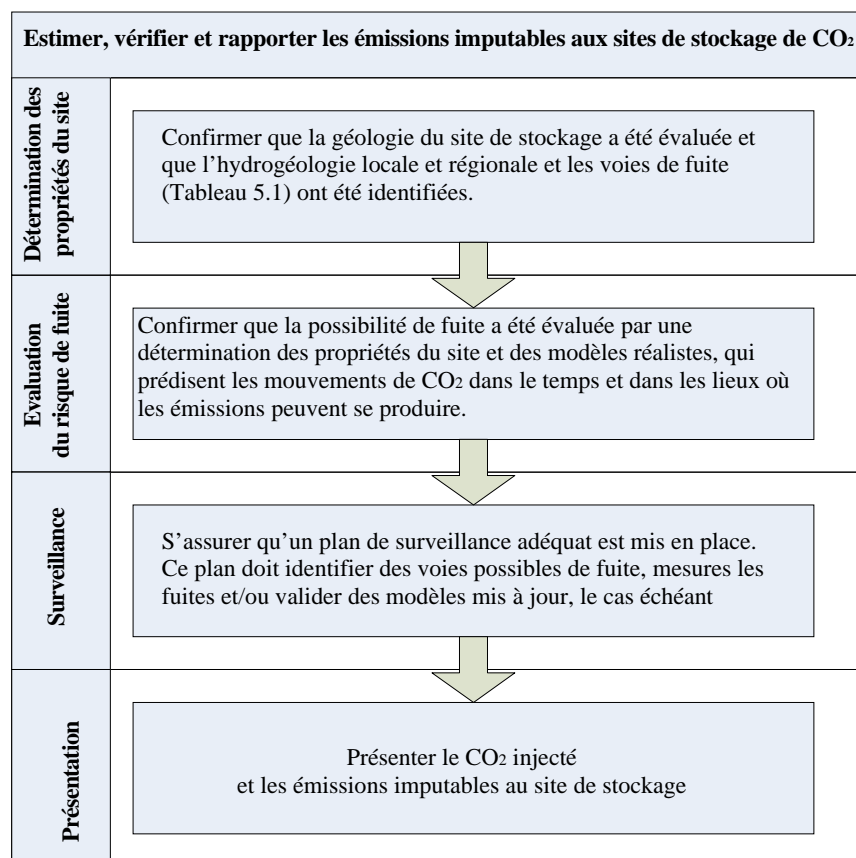 Estimer, vérifier et rapporter les émissions imputables aux sites de stockage de CO₂
Détermination des
propriétés du site
Confirmer que la géologie du site de stockage a été évaluée et
que l’hydrogéologie locale et régionale et les voies de fuite
(Tableau 5.1) ont été identifiées.
Evaluation
du risque de fuite
Confirmer que la possibilité de fuite a été évaluée par une
détermination des propriétés du site et des modèles réalistes, qui
prédisent les mouvements de CO₂ dans le temps et dans les lieux où
les émissions peuvent se produire.
Surveillance
S’assurer qu’un plan de surveillance adéquat est mis en place.
Ce plan doit identifier des voies possibles de fuite, mesures les
fuites et/ou valider des modèles mis à jour, le cas échéant
Présentation
Présenter le CO₂ injecté
et les émissions imputables au site de stockage